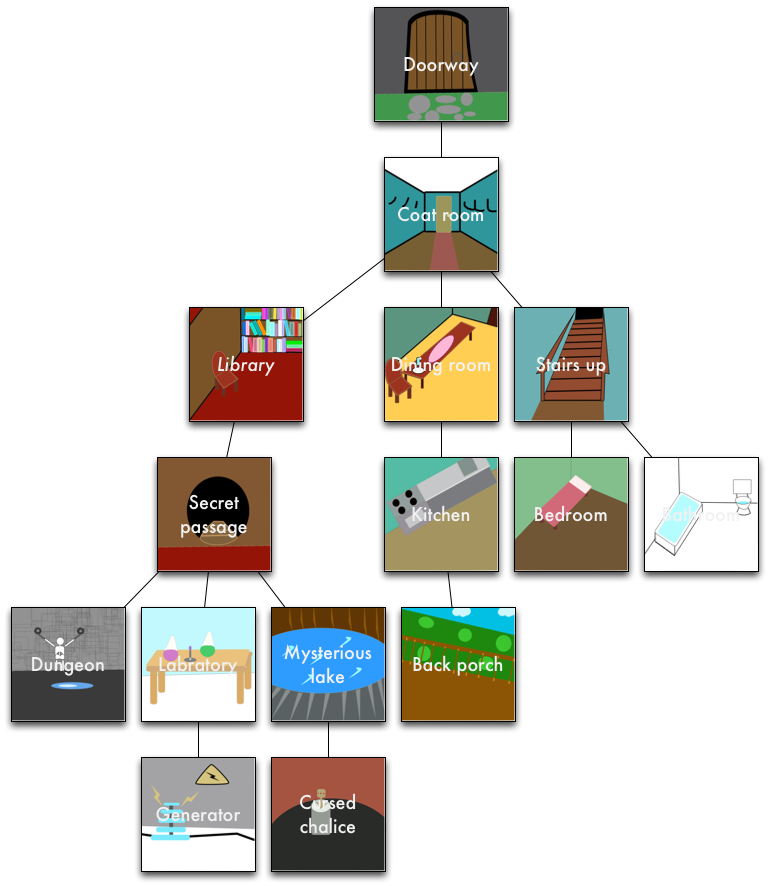 Doorway
Coat room
Library
Dining room
Stairs up
Secret
passage
Kitchen
Bedroom
Bathroom
Dungeon
Labratory
Mysterious
lake
Back porch
Generator
Cursed
chalice